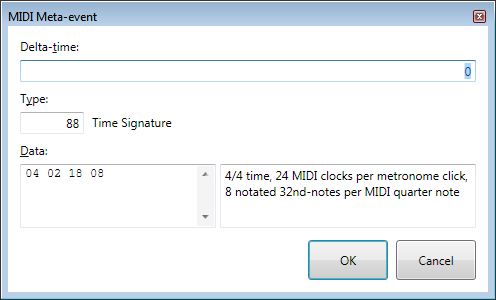 MIDI Meta-event
Delta-time:
0
Type:
88 Time Signature
Data:
04 02 18 08
4/4 time, 24 MIDI clocks per metronome click,
8 notated 32nd-notes per MIDI quarter note
OK Cancel